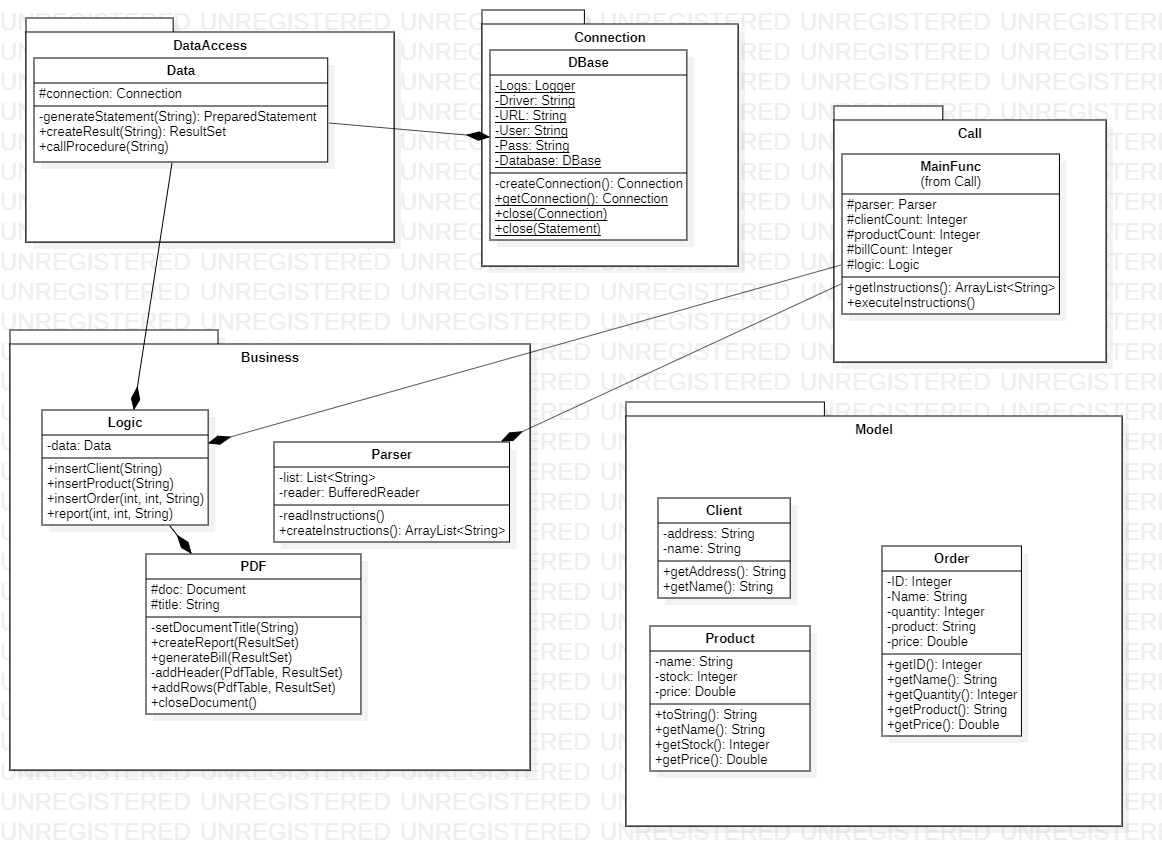 DataAccess
Data
#connection: Connection
-generateStatement(String): PreparedStatement
+createResult(String): ResultSet
+callProcedure(String)
Connection
DBase
-Logs: Logger
-Driver: String
-URL: String
-User: String
-Pass: String
-Database: DBase
-createConnection(): Connection
+getConnection(): Connection
+close(Connection)
+close(Statement)
Call
MainFunc
(from Call)
#parser: Parser
#clientCount: Integer
#productCount: Integer
#billCount: Integer
#logic: Logic
+getInstructions(): ArrayList<String>
+executeInstructions()
Business
Logic
-data: Data
+insertClient(String)
+insertProduct(String)
+insertOrder(int, int, String)
+report(int, int, String)
Parser
-list: List<String>
-reader: BufferedReader
-readInstructions()
+createInstructions(): ArrayList<String>
PDF
#doc: Document
#title: String
-setDocumentTitle(String)
+createReport(ResultSet)
+generateBill(ResultSet)
-addHeader(PdfTable, ResultSet)
+addRows(PdfTable, ResultSet)
+closeDocument()
Model
Client
-address: String
-name: String
+getAddress(): String
+getName(): String
Product
-name: String
-stock: Integer
-price: Double
+toString(): String
+getName(): String
+getStock(): Integer
+getPrice(): Double
Order
-ID: Integer
-Name: String
-quantity: Integer
-product: String
-price: Double
+getID(): Integer
+getName(): String
+getQuantity(): Integer
+getProduct(): String
+getPrice(): Double
UNREGISTERED